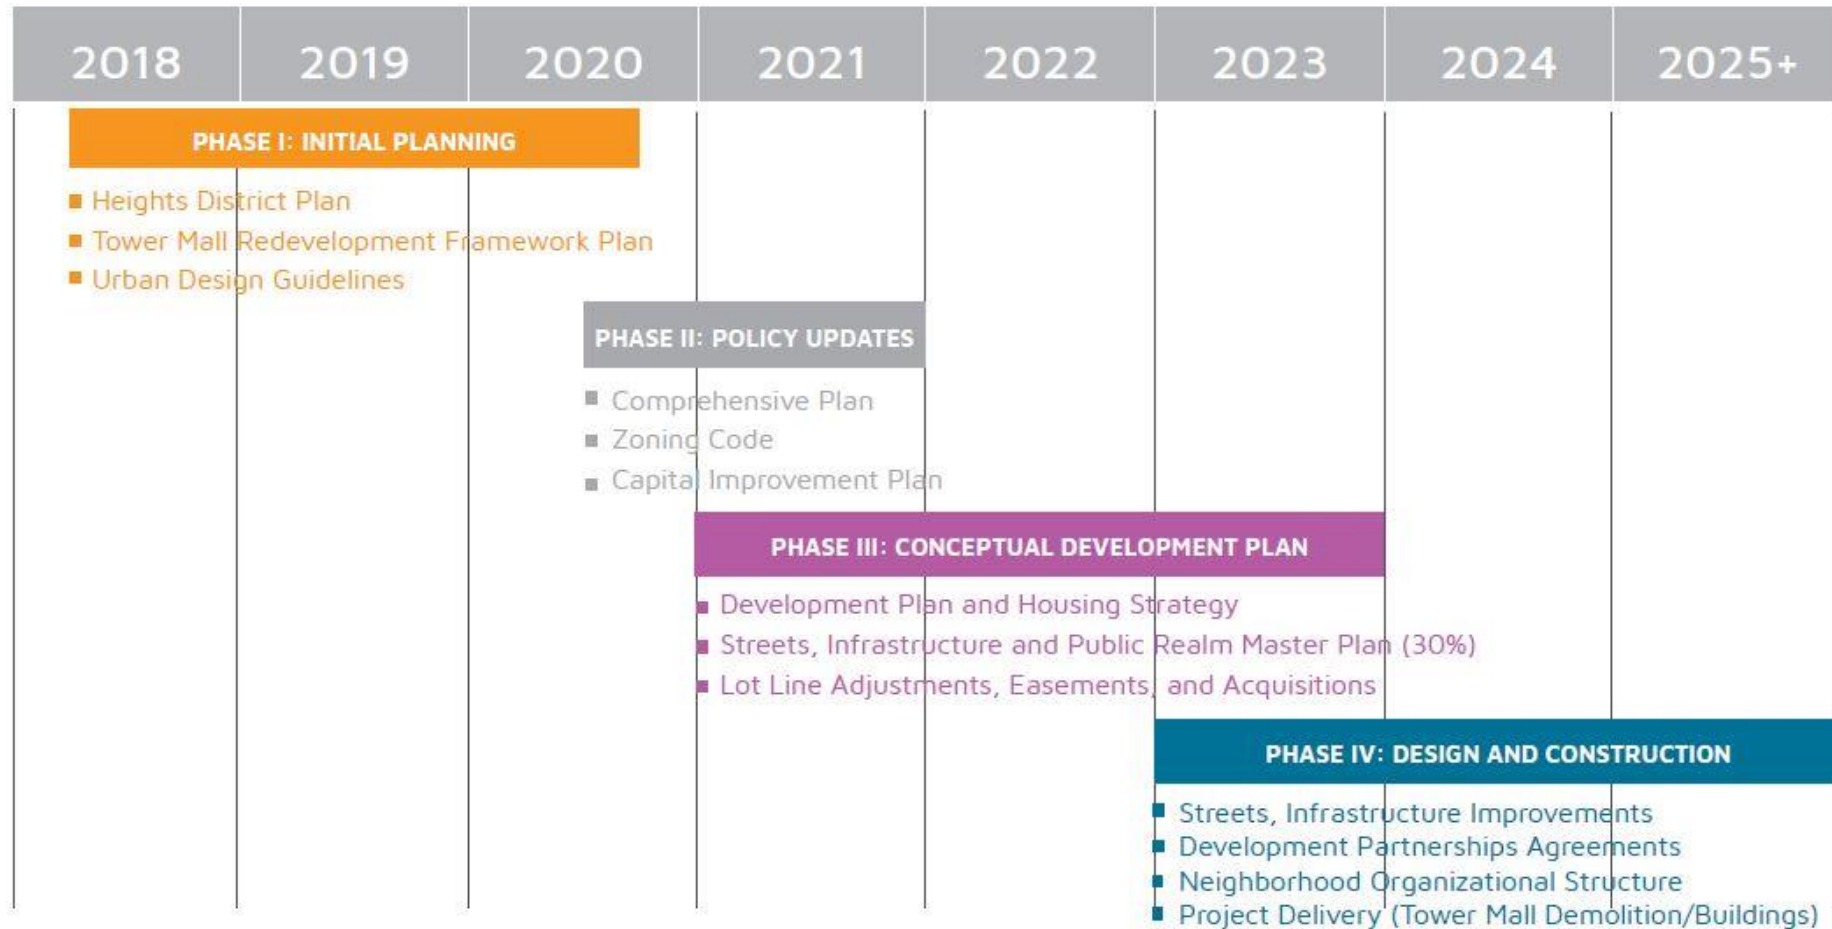 2018 2019 2020 2021 2022 2023 2024 2025+
PHASE I: INITIAL PLANNING
Heights District Plan
Tower Mall Redevelopment Framework Plan
Urban Design Guidelines
PHASE II: POLICY UPDATES
Comprehensive Plan
Zoning Code
Capital Improvement Plan
PHASE III: CONCEPTUAL DEVELOPMENT PLAN
Development Plan and Housing Strategy
Streets, Infrastructure and Public Realm Master Plan (30%)
Lot Line Adjustments, Easements, and Acquisitions
PHASE IV: DESIGN AND CONSTRUCTION
Streets, Infrastructure Improvements
Development Partnerships Agreements
Neighborhood Organizational Structure
Project Delivery (Tower Mall Demolition/Buildings)